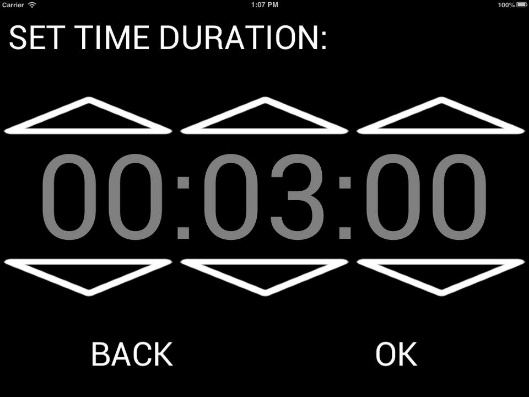 Carrier 1:07 PM 100%
SET TIME DURATION:
00:03:00
BACK OK